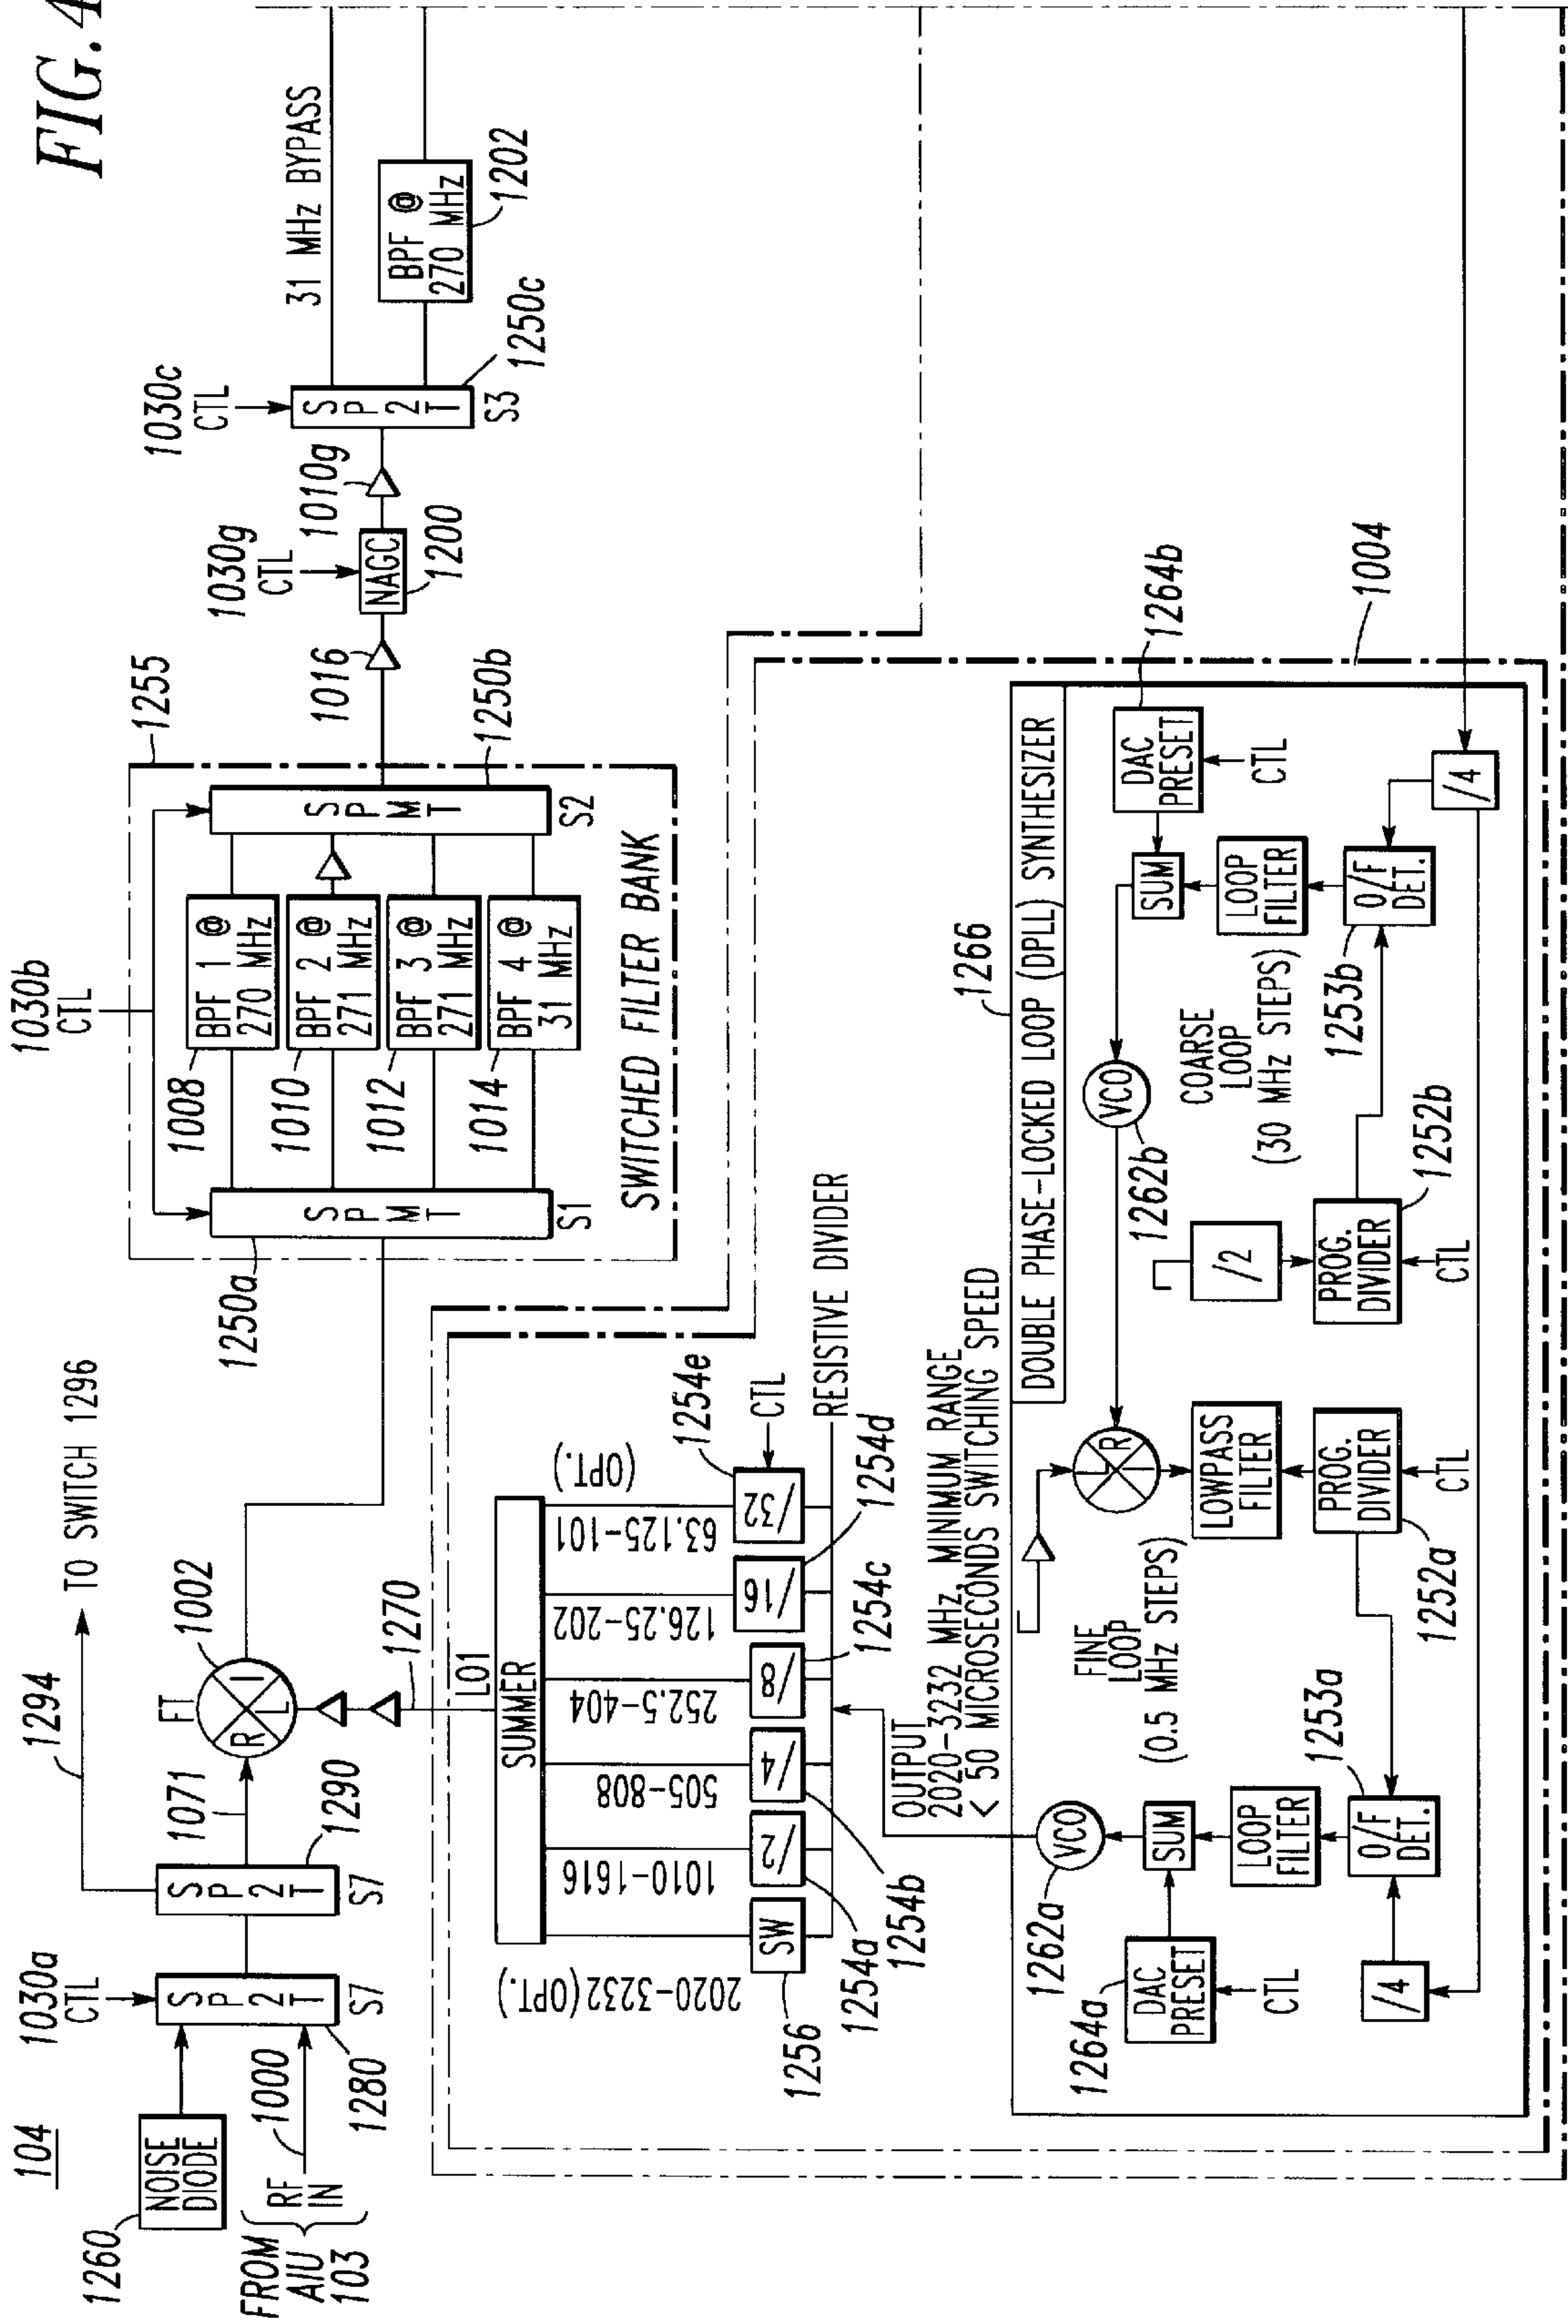 FIG. 4
104
1260
NOISE
DIODE
FROM
AIU
103
RF
IN
1000
1280
1030a
CTL
SP2T
S7
SP2T
S7
1290
1294
TO SWITCH 1296
1071
FT
1002
R
L
I
1270
1250a
SPMT
S1
1030b
CTL
1255
1008
BPF 1 @
270 MHz
1010
BPF 2 @
271 MHz
1012
BPF 3 @
271 MHz
1014
BPF 4 @
31 MHz
SWITCHED FILTER BANK
SPMT
S2
1250b
1016
1030g
CTL
NAGC
1200
1010g
1030c
CTL
SP2T
S3
1250c
31 MHz BYPASS
BPF @
270 MHz
1202
LO1
SUMMER
2020-3232 (OPT.)
1010-1616
505-808
252.5-404
126.25-202
63.125-101
(OPT.)
SW
/2
/4
/8
/16
/32
CTL
1256
1254a
1254b
1254c
1254d
1254e
RESISTIVE DIVIDER
OUTPUT
2020-3232 MHz, MINIMUM RANGE
< 50 MICROSECONDS SWITCHING SPEED
1266
DOUBLE PHASE-LOCKED LOOP (DPLL) SYNTHESIZER
1004
1262a
VCO
1264a
DAC
PRESET
CTL
SUM
LOOP
FILTER
O/F
DET.
1253a
/4
FINE
LOOP
(0.5 MHz STEPS)
L
R
I
LOWPASS
FILTER
PROG.
DIVIDER
CTL
1252a
VCO
1262b
COARSE
LOOP
(30 MHz STEPS)
/2
PROG.
DIVIDER
CTL
1252b
DAC
PRESET
1264b
CTL
SUM
LOOP
FILTER
O/F
DET.
1253b
/4